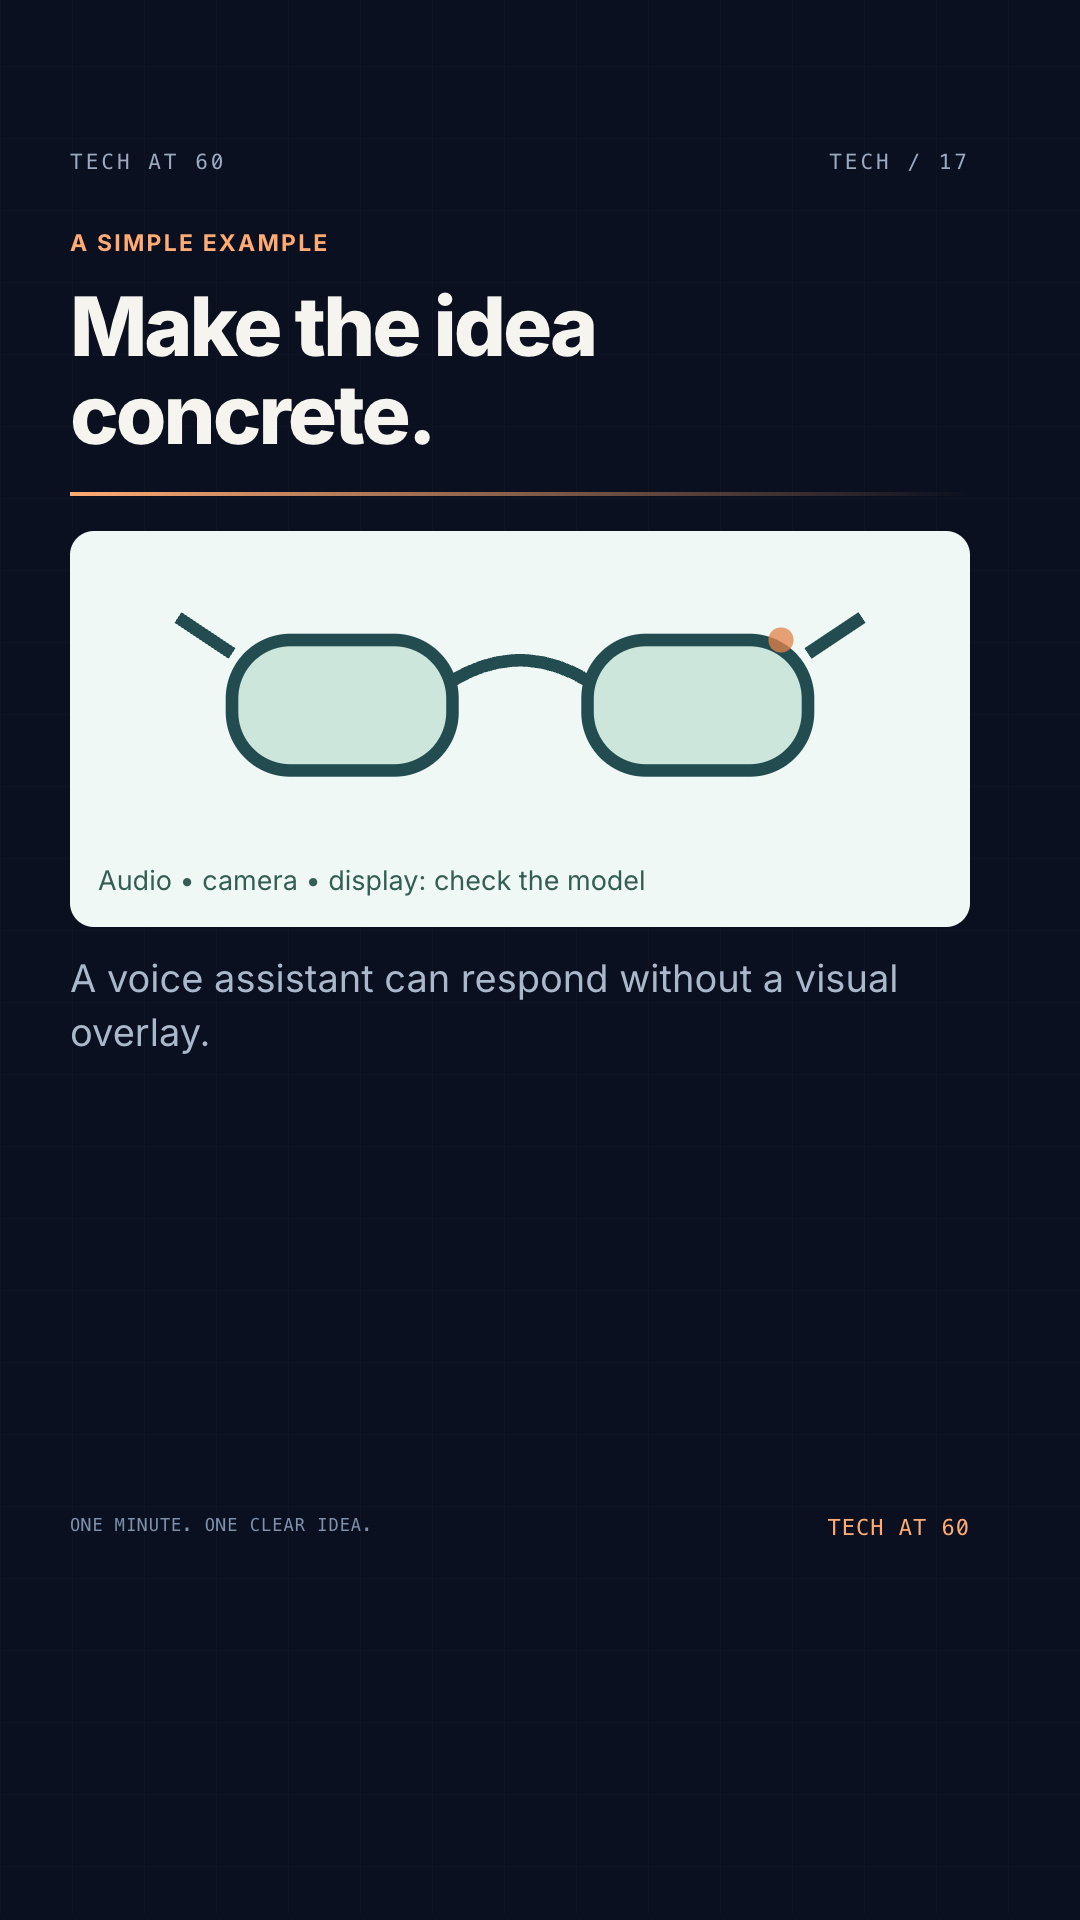 TECH AT 60
TECH / 17
A SIMPLE EXAMPLE
Make the idea
concrete.
Audio • camera • display: check the model
A voice assistant can respond without a visual
overlay.
ONE MINUTE. ONE CLEAR IDEA.
TECH AT 60